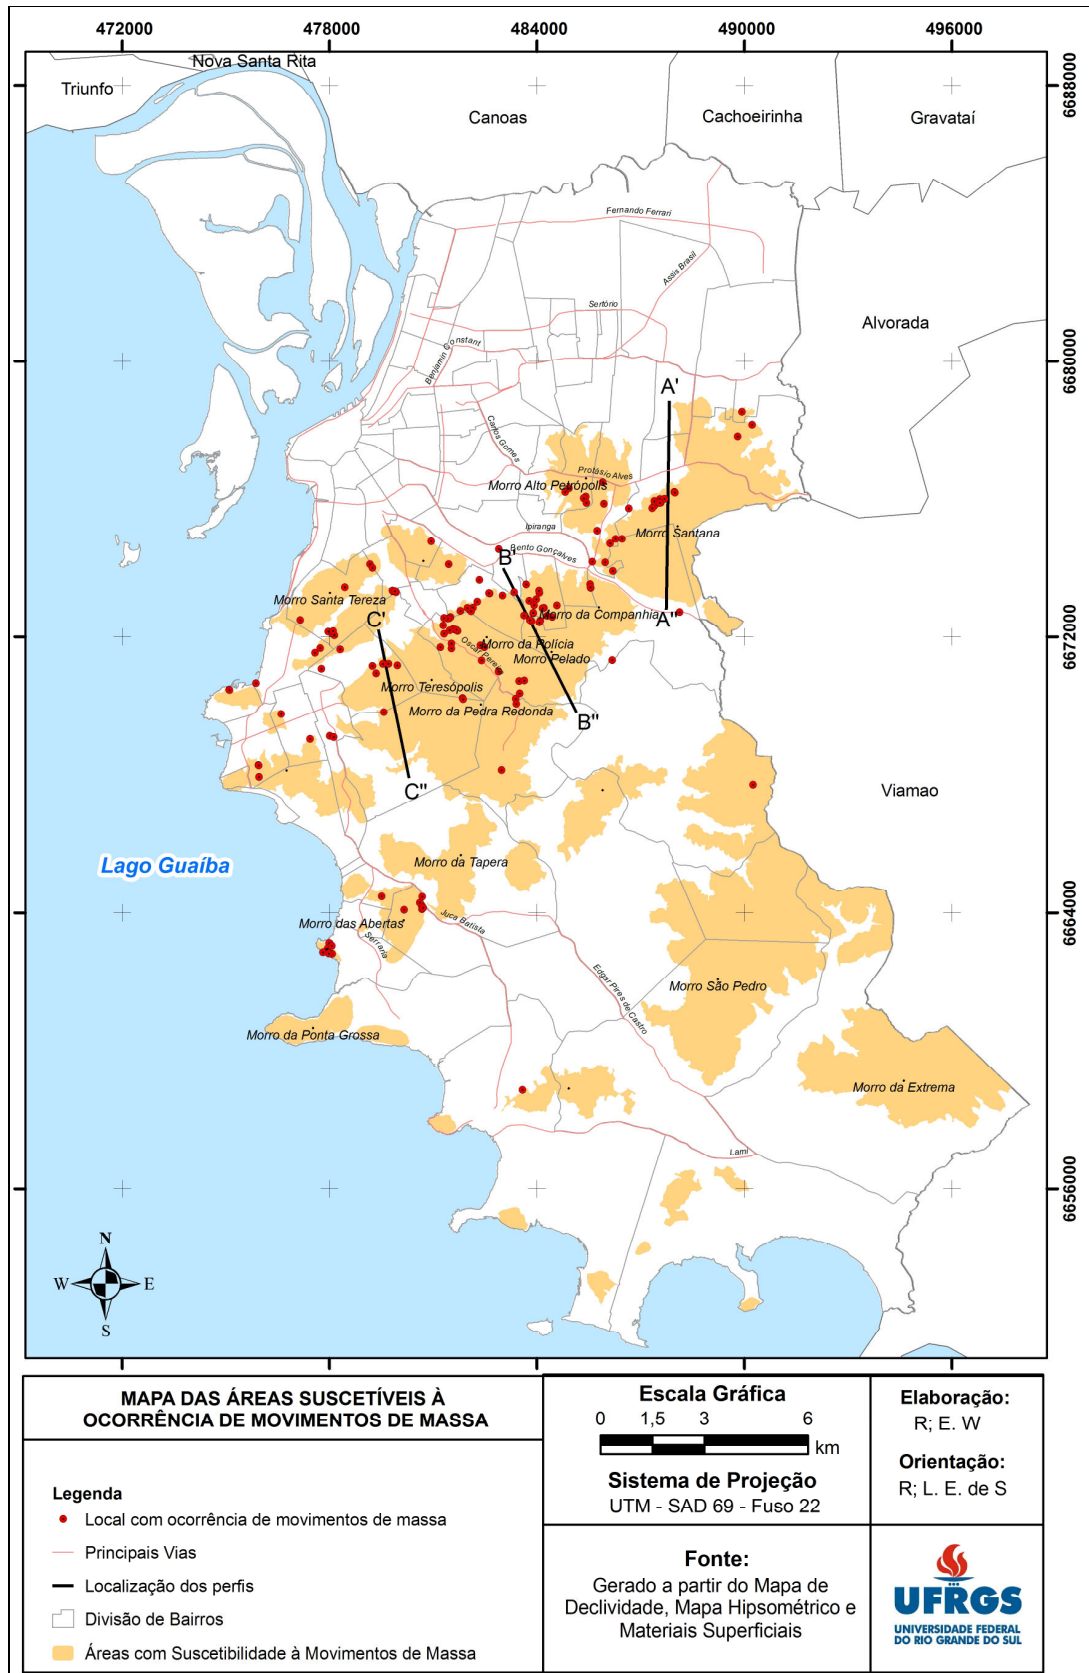 472000
478000
484000
490000
496000
Nova Santa Rita
Triunfo
6688000
Canoas
Cachoeirinha
Gravataí
Fernando Ferrari
Assis Brasil
Sertório
Alvorada
Benjamin Constant
6680000
A'
Carlos Gomes
Protásio Alves
Morro Alto Petrópolis
Ipiranga
Morro Santana
Bento Gonçalves
B'
Morro Santa Tereza
C'
Morro da Companhia
A"
6672000
Morro da Polícia
Oscar Pereira
Morro Pelado
Morro Teresópolis
Morro da Pedra Redonda
B"
C"
Viamao
Lago Guaíba
Morro da Tapera
Morro das Abertas
Juca Batista
6664000
Serraria
Edgar Pires de Castro
Morro São Pedro
Morro da Ponta Grossa
Morro da Extrema
Lami
6656000
N
W
E
S
472000
478000
484000
490000
496000
MAPA DAS ÁREAS SUSCETÍVEIS À
OCORRÊNCIA DE MOVIMENTOS DE MASSA
Legenda
Local com ocorrência de movimentos de massa
Principais Vias
Localização dos perfis
Divisão de Bairros
Áreas com Suscetibilidade à Movimentos de Massa
Escala Gráfica
0 1,5 3 6
km
Sistema de Projeção
UTM - SAD 69 - Fuso 22
Fonte:
Gerado a partir do Mapa de
Declividade, Mapa Hipsométrico e
Materiais Superficiais
Elaboração:
R; E. W
Orientação:
R; L. E. de S
UFRGS
UNIVERSIDADE FEDERAL
DO RIO GRANDE DO SUL